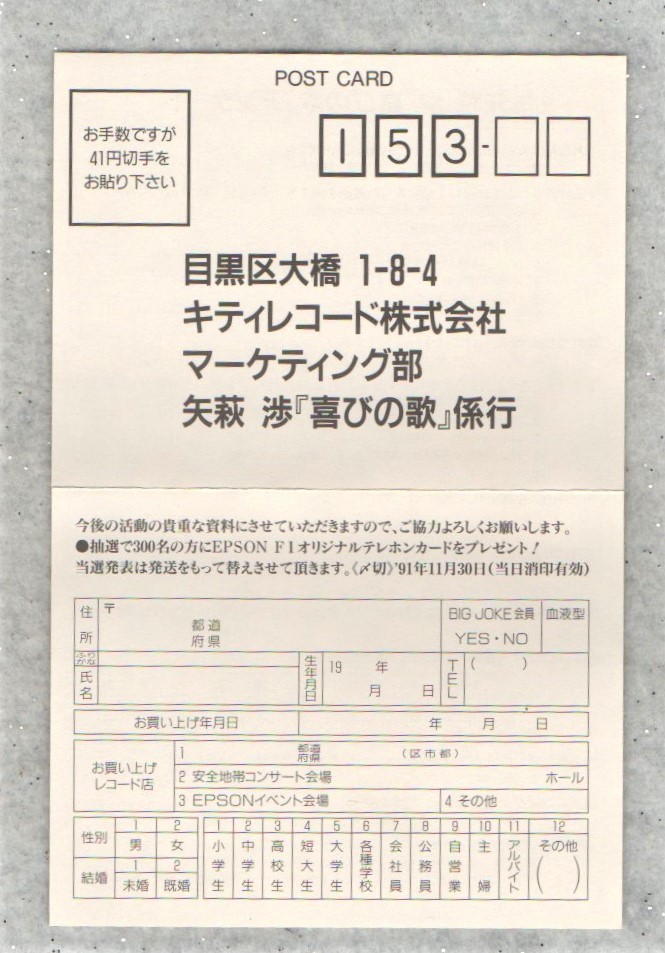 POST CARD
お手数ですが
41円切手を
お貼り下さい
153-
目黒区大橋 1-8-4
キティレコード株式会社
マーケティング部
矢萩 渉『喜びの歌』係行
今後の活動の貴重な資料にさせていただきますので、ご協力よろしくお願いします。
●抽選で300名の方にEPSON F1オリジナルテレホンカードをプレゼント!
当選発表は発送をもって替えさせて頂きます。《〆切》'91年11月30日(当日消印有効)
住所 〒 都道府県 BIG JOKE会員 YES・NO 血液型
ふりがな 氏名 生年月日 19 年 月 日 TEL ( )
お買い上げ年月日 年 月 日
お買い上げレコード店
1 都道府県 (区市都)
2 安全地帯コンサート会場 ホール
3 EPSONイベント会場 4 その他
性別 1 男 2 女
結婚 1 未婚 2 既婚
1 小学生 2 中学生 3 高校生 4 短大生 5 大学生 6 各種学校 7 会社員 8 公務員 9 自営業 10 主婦 11 アルバイト 12 その他 ( )